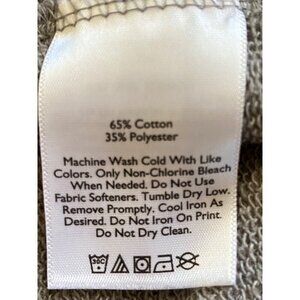 65% Cotton
35% Polyester
Machine Wash Cold With Like
Colors. Only Non-Chlorine Bleach
When Needed. Do Not Use
Fabric Softeners. Tumble Dry Low.
Remove Promptly. Cool Iron As
Desired. Do Not Iron On Print.
Do Not Dry Clean.